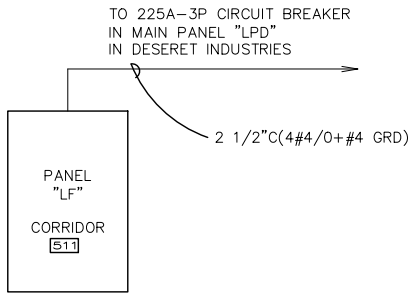 TO 225A-3P CIRCUIT BREAKER
IN MAIN PANEL "LPD"
IN DESERET INDUSTRIES
2 1/2"C(4#4/0+#4 GRD)
PANEL
"LF"
CORRIDOR
511